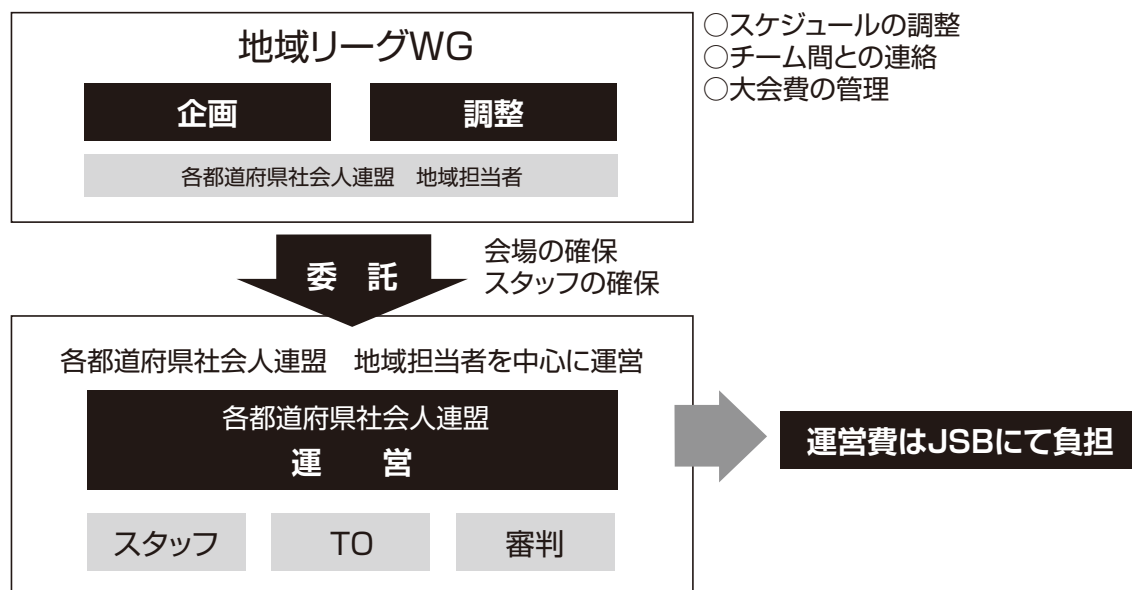 地域リーグWG
企画
調整
各都道府県社会人連盟　地域担当者
○スケジュールの調整
○チーム間との連絡
○大会費の管理
委　託
会場の確保
スタッフの確保
各都道府県社会人連盟　地域担当者を中心に運営
各都道府県社会人連盟
運　営
スタッフ
TO
審判
運営費はJSBにて負担